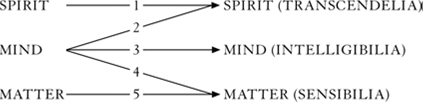 SPIRIT 1 SPIRIT (TRANSCENDELIA)
2
MIND 3 MIND (INTELLIGIBILIA)
4
MATTER 5 MATTER (SENSIBILIA)